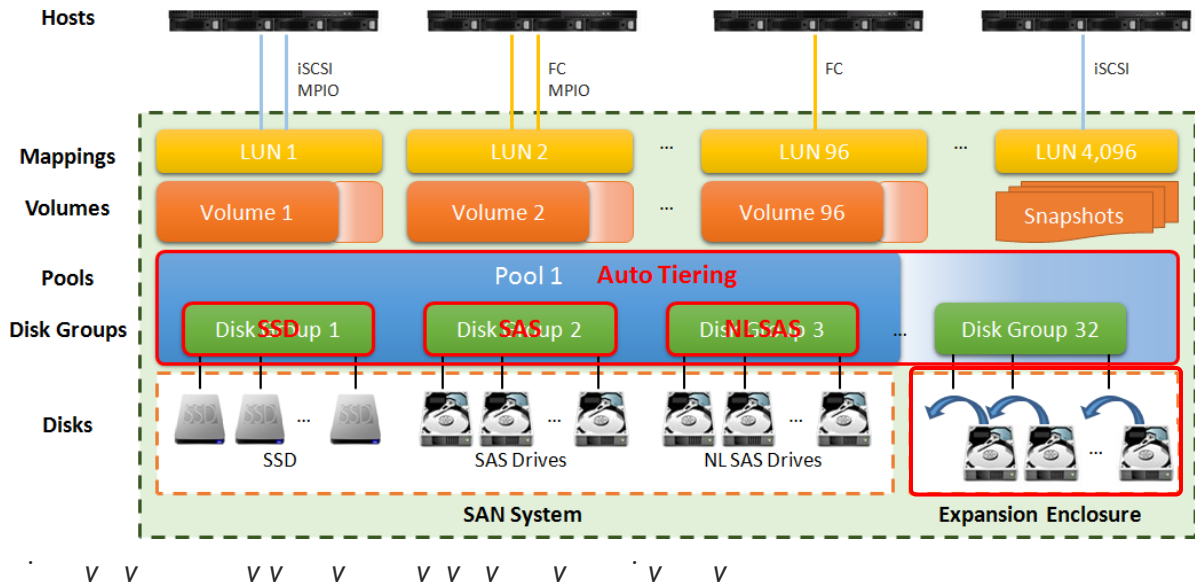 Hosts
iSCSI
MPIO
FC
MPIO
FC
iSCSI
Mappings
LUN 1
LUN 2
...
LUN 96
...
LUN 4,096
Volumes
Volume 1
Volume 2
...
Volume 96
Snapshots
Pools
Pool 1
Auto Tiering
Disk Groups
Disk Group 1
SSD
Disk Group 2
SAS
Disk Group 3
NL SAS
...
Disk Group 32
Disks
SSD
SSD
...
SSD
...
...
...
SSD
SAS Drives
NL SAS Drives
SAN System
Expansion Enclosure